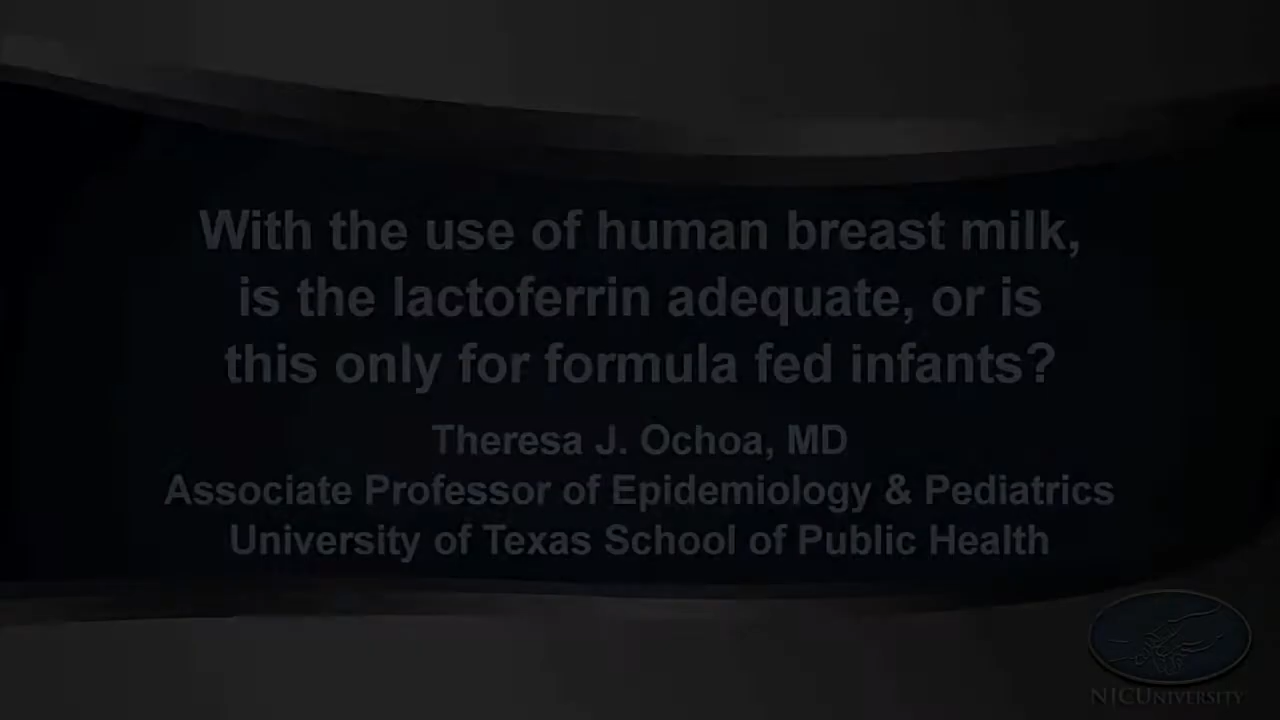 With the use of human breast milk,
is the lactoferrin adequate, or is
this only for formula fed infants?
Theresa J. Ochoa, MD
Associate Professor of Epidemiology & Pediatrics
University of Texas School of Public Health
NICUNIVERSITY